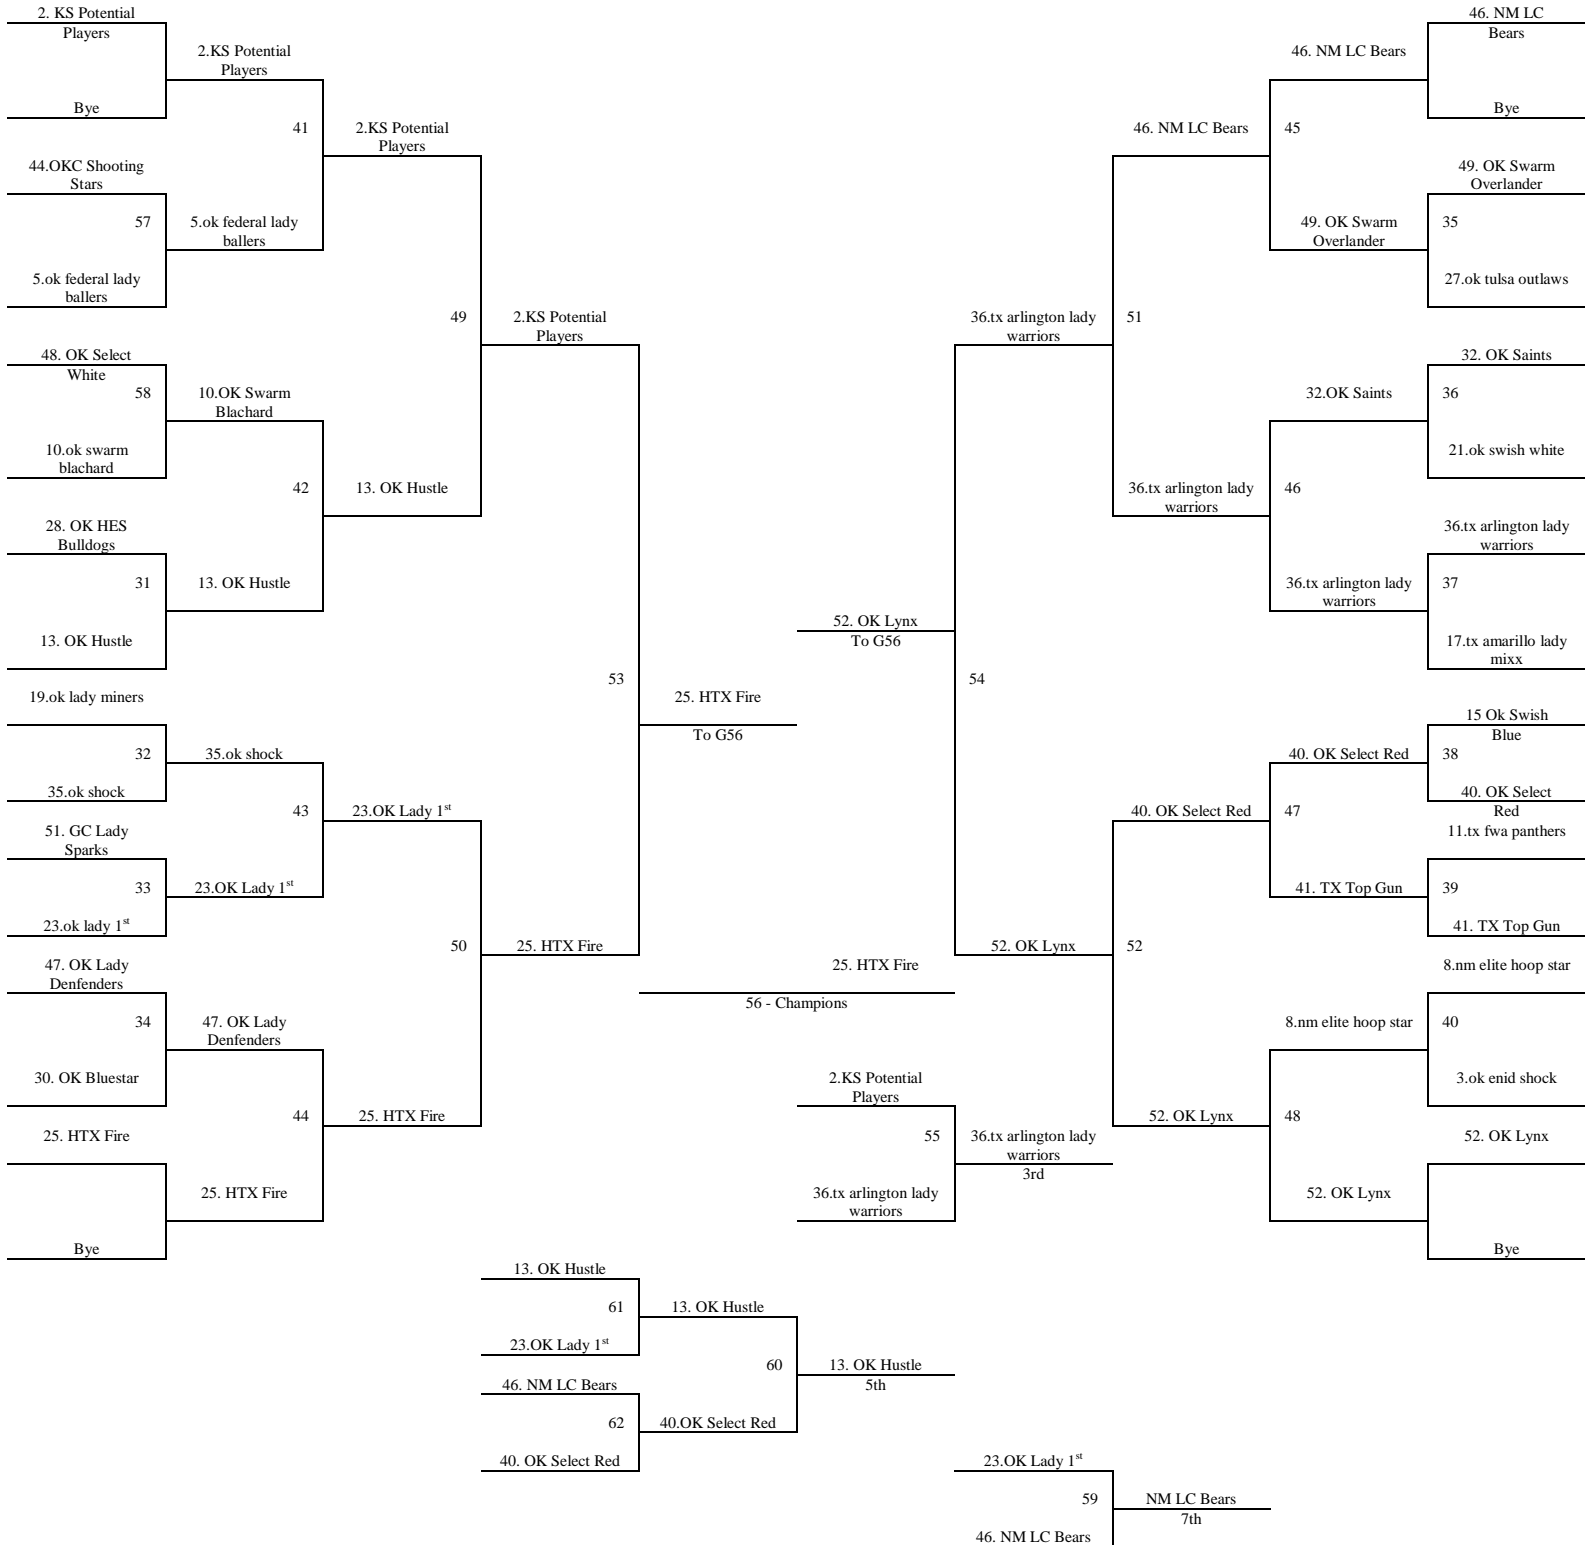 2. KS Potential
Players
Bye
44.OKC Shooting
Stars
57
5.ok federal lady
ballers
48. OK Select
White
58
10.ok swarm
blachard
28. OK HES
Bulldogs
31
13. OK Hustle
19.ok lady miners
32
35.ok shock
51. GC Lady
Sparks
33
23.ok lady 1st
47. OK Lady
Denfenders
34
30. OK Bluestar
25. HTX Fire
Bye
2.KS Potential
Players
41
5.ok federal lady
ballers
10.OK Swarm
Blachard
42
13. OK Hustle
35.ok shock
43
23.OK Lady 1st
47. OK Lady
Denfenders
44
25. HTX Fire
2.KS Potential
Players
49
13. OK Hustle
23.OK Lady 1st
50
25. HTX Fire
2.KS Potential
Players
53
25. HTX Fire
25. HTX Fire
To G56
52. OK Lynx
To G56
25. HTX Fire
56 - Champions
2.KS Potential
Players
55
36.tx arlington lady
warriors
36.tx arlington lady
warriors
3rd
36.tx arlington lady
warriors
54
52. OK Lynx
46. NM LC Bears
51
36.tx arlington lady
warriors
40. OK Select Red
52
52. OK Lynx
46. NM LC Bears
45
49. OK Swarm
Overlander
32.OK Saints
46
36.tx arlington lady
warriors
40. OK Select Red
47
41. TX Top Gun
8.nm elite hoop star
48
52. OK Lynx
46. NM LC
Bears
Bye
49. OK Swarm
Overlander
35
27.ok tulsa outlaws
32. OK Saints
36
21.ok swish white
36.tx arlington lady
warriors
37
17.tx amarillo lady
mixx
15 Ok Swish
Blue
38
40. OK Select
Red
11.tx fwa panthers
39
41. TX Top Gun
8.nm elite hoop star
40
3.ok enid shock
52. OK Lynx
Bye
13. OK Hustle
61
23.OK Lady 1st
46. NM LC Bears
62
40. OK Select Red
13. OK Hustle
60
40.OK Select Red
13. OK Hustle
5th
23.OK Lady 1st
59
46. NM LC Bears
NM LC Bears
7th